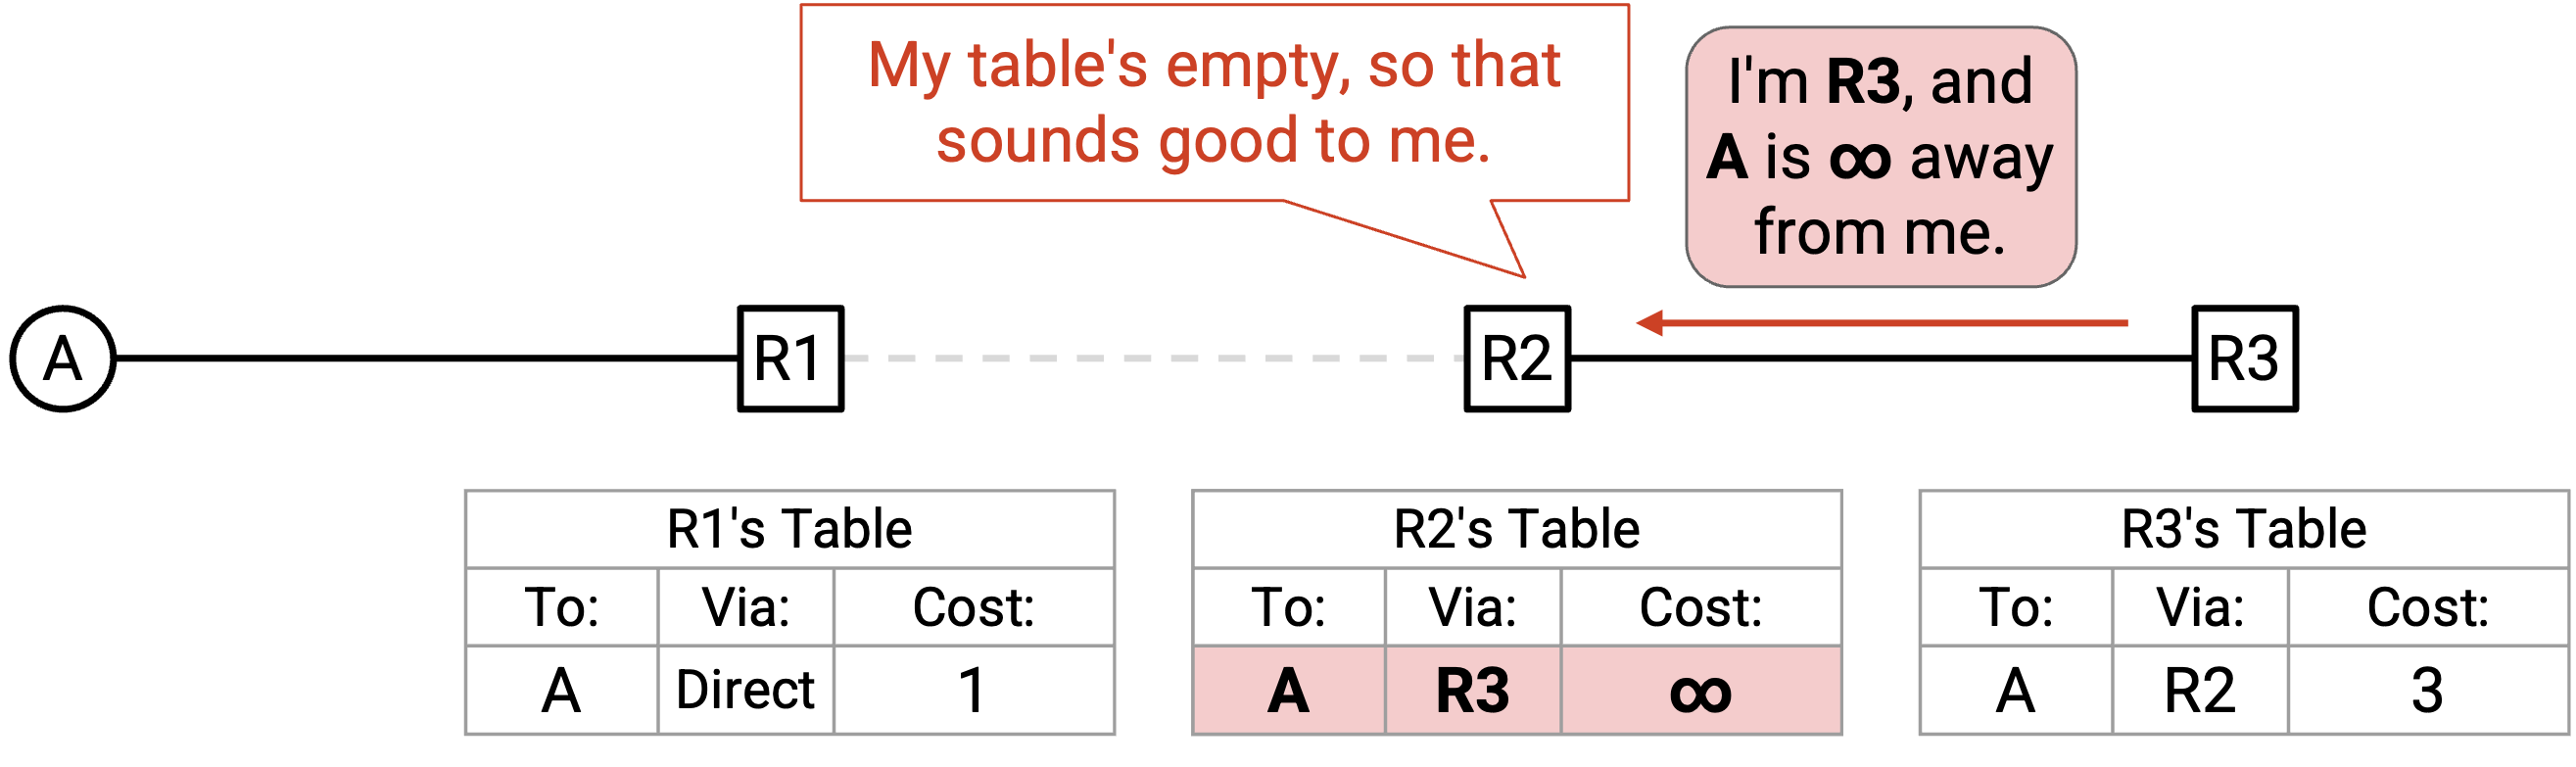 My table's empty, so that
sounds good to me.
I'm R3, and
A is ∞ away
from me.
A
R1
R2
R3
R1's Table
To: Via: Cost:
A Direct 1
R2's Table
To: Via: Cost:
A R3 ∞
R3's Table
To: Via: Cost:
A R2 3